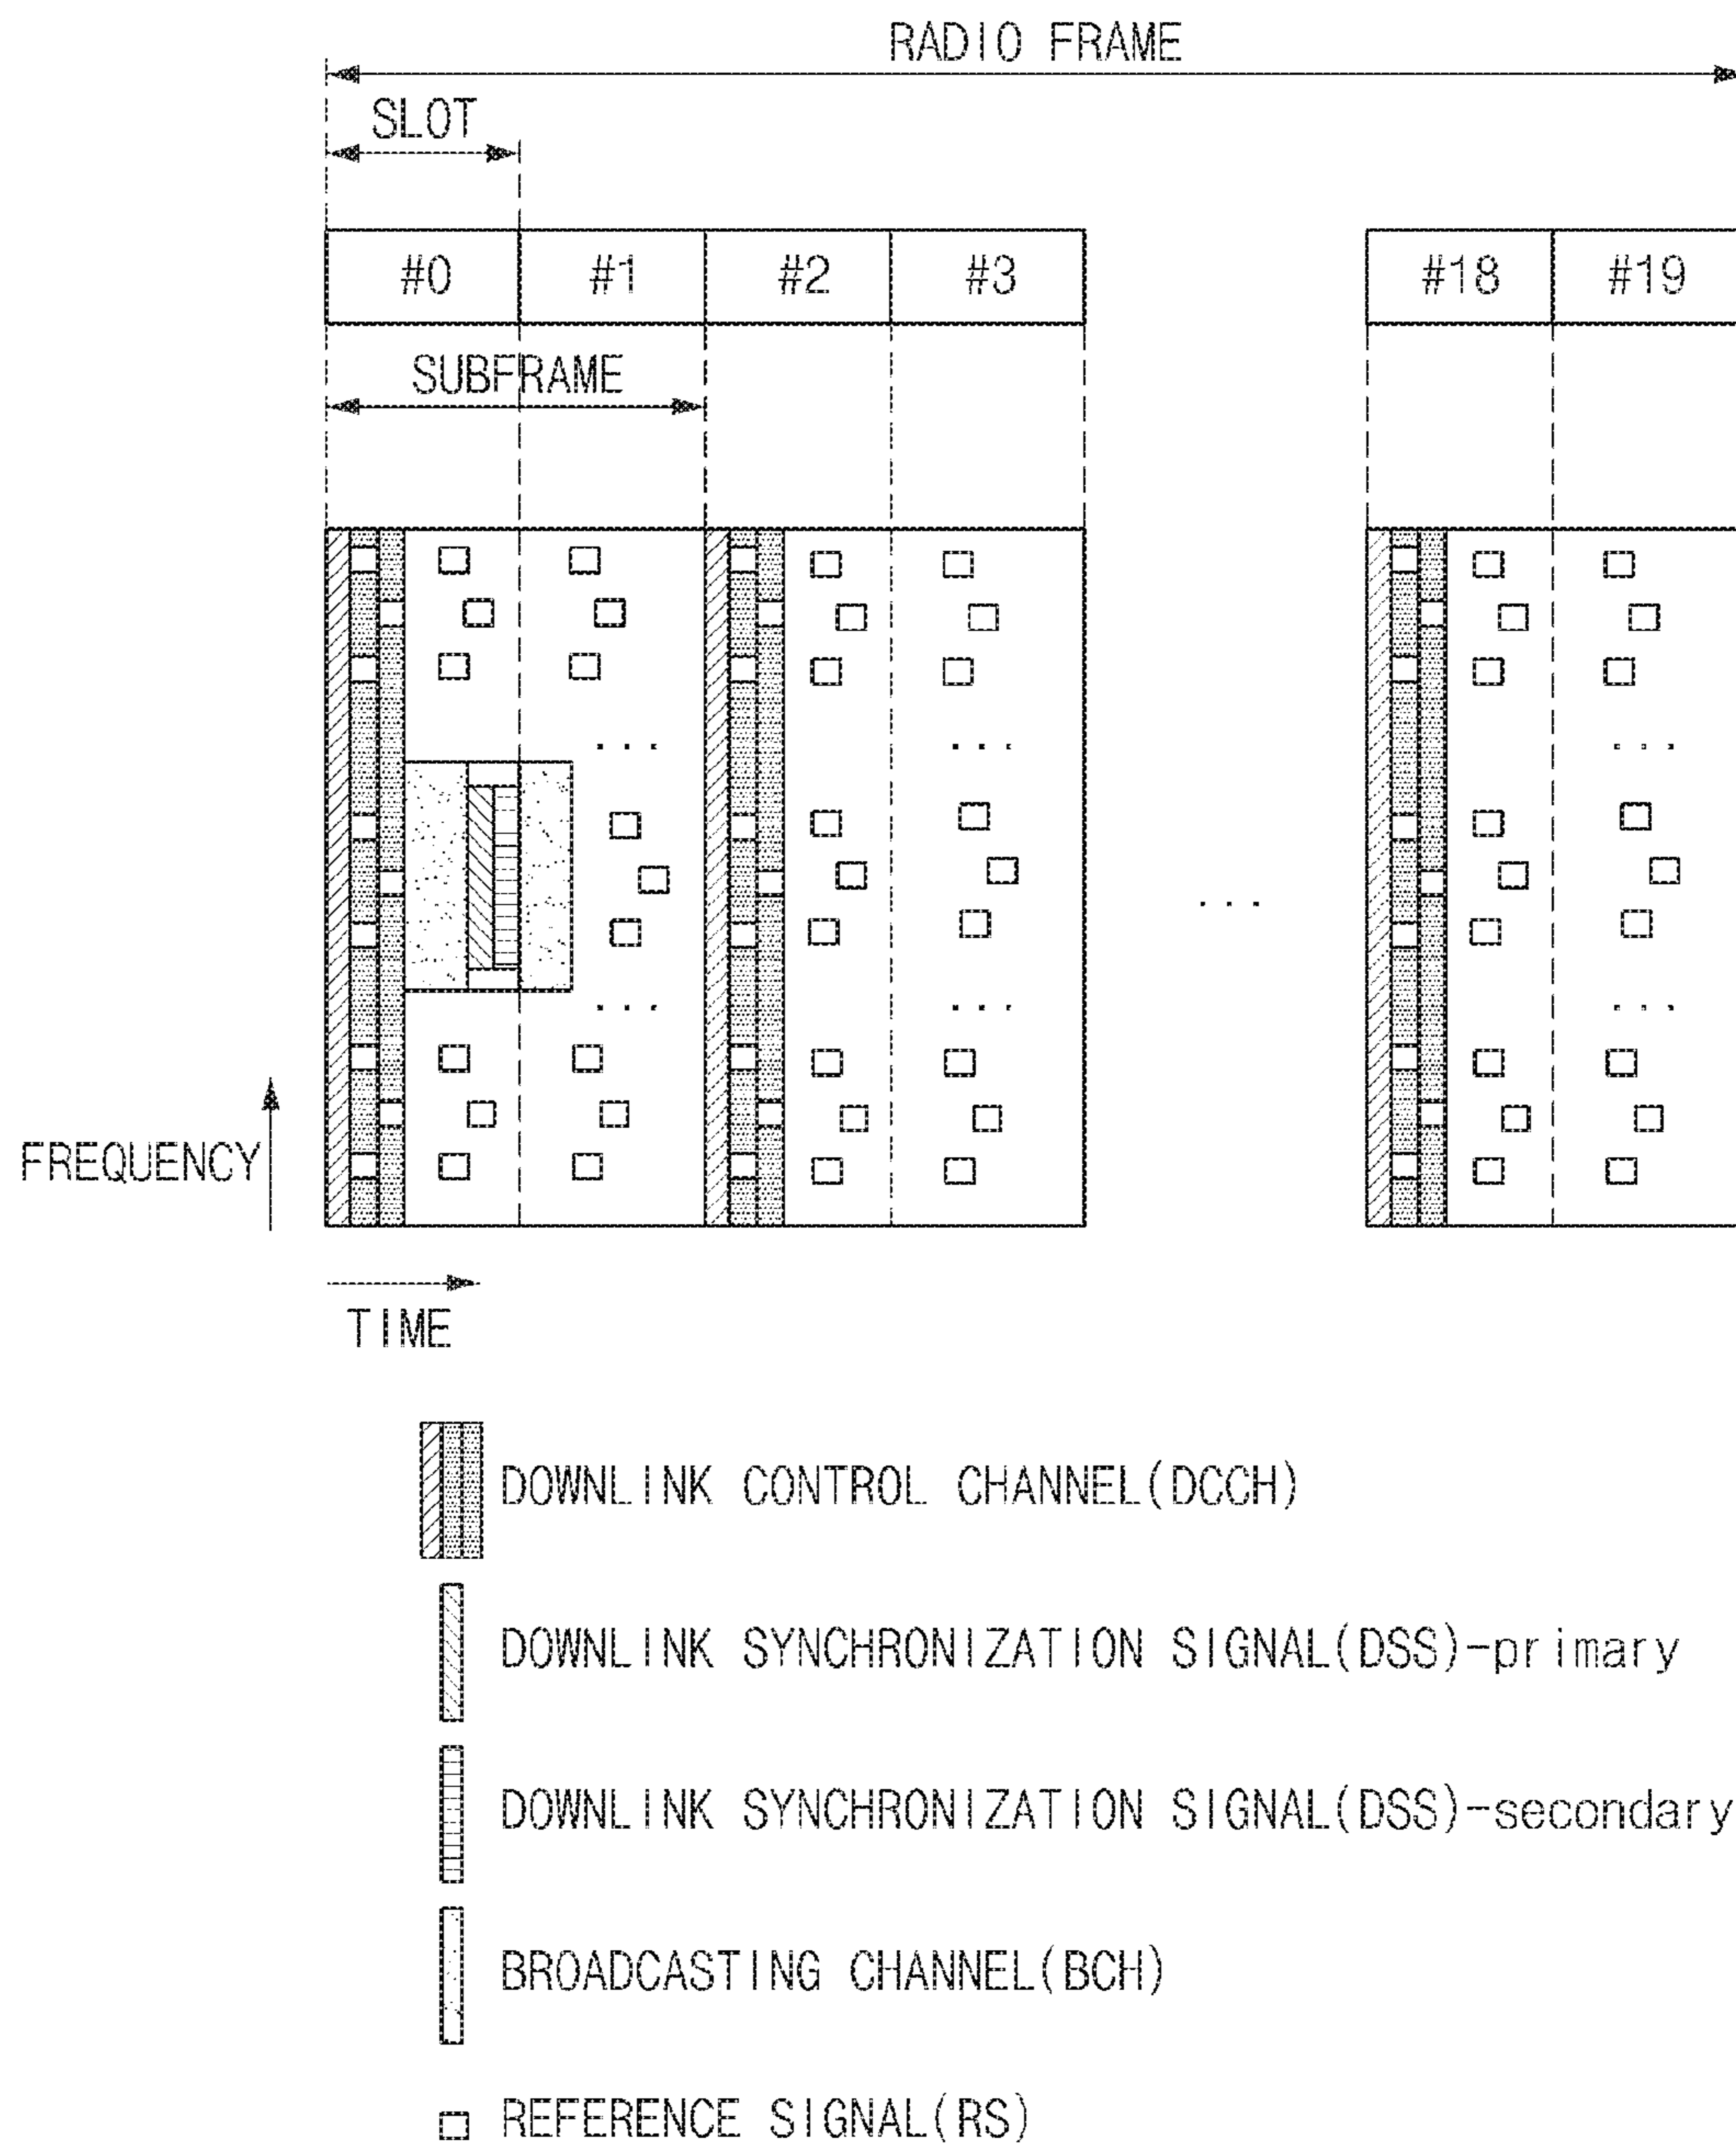 RADIO FRAME
SLOT
#0 #1 #2 #3 #18 #19
SUBFRAME
. . .
. . .
. . .
. . .
. . .
. . .
. . .
FREQUENCY
TIME
DOWNLINK CONTROL CHANNEL(DCCH)
DOWNLINK SYNCHRONIZATION SIGNAL(DSS)-primary
DOWNLINK SYNCHRONIZATION SIGNAL(DSS)-secondary
BROADCASTING CHANNEL(BCH)
REFERENCE SIGNAL(RS)